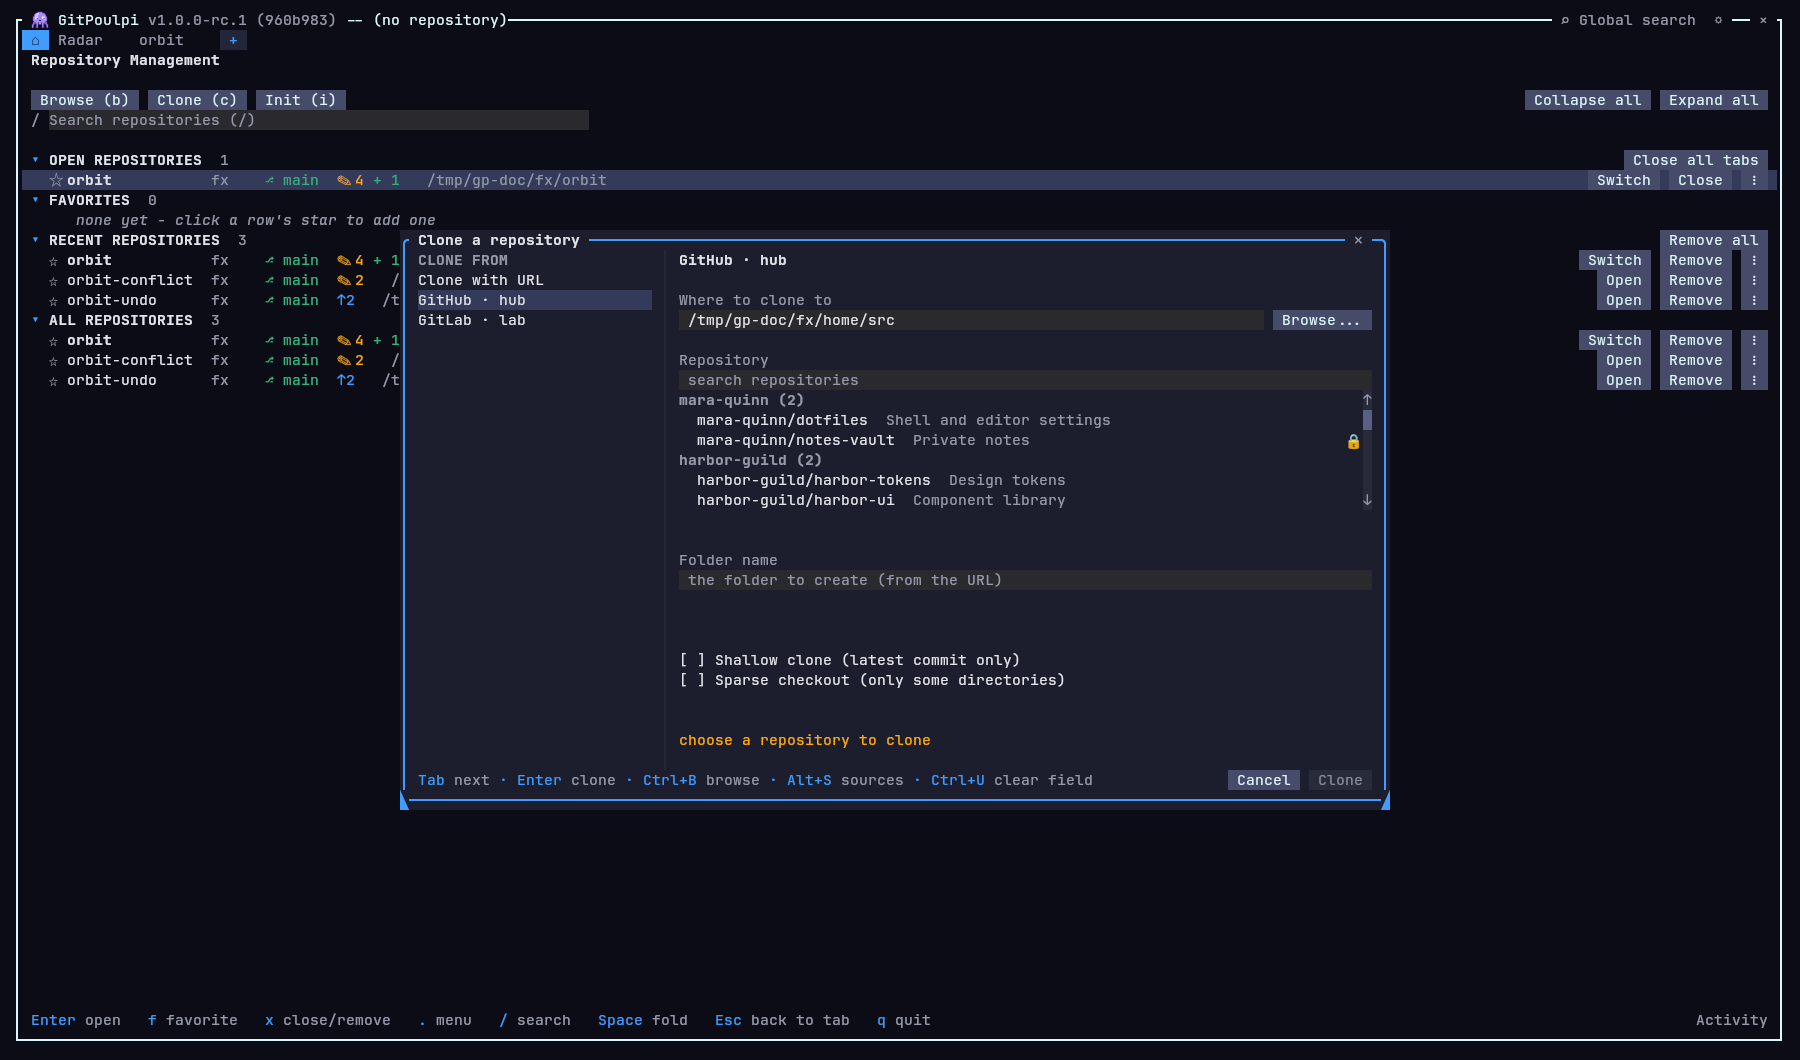 GitPoulpi v1.0.0-rc.1 (960b983) —— (no repository) ⌕ Global search ☼ ×
⌂ Radar orbit +
Repository Management
Browse (b) Clone (c) Init (i) Collapse all Expand all
/ Search repositories (/)
▾ OPEN REPOSITORIES 1 Close all tabs
☆ orbit fx ⎇ main ✎4 + 1 /tmp/gp-doc/fx/orbit Switch Close ⋮
▾ FAVORITES 0
none yet - click a row's star to add one
▾ RECENT REPOSITORIES 3 Remove all
☆ orbit fx ⎇ main ✎4 + 1 Switch Remove ⋮
☆ orbit-conflict fx ⎇ main ✎2 / Open Remove ⋮
☆ orbit-undo fx ⎇ main ↑2 /t Open Remove ⋮
▾ ALL REPOSITORIES 3
☆ orbit fx ⎇ main ✎4 + 1 Switch Remove ⋮
☆ orbit-conflict fx ⎇ main ✎2 / Open Remove ⋮
☆ orbit-undo fx ⎇ main ↑2 /t Open Remove ⋮
Clone a repository ×
CLONE FROM
Clone with URL
GitHub · hub
GitLab · lab
GitHub · hub
Where to clone to
/tmp/gp-doc/fx/home/src Browse...
Repository
search repositories
mara-quinn (2) ↑
mara-quinn/dotfiles Shell and editor settings
mara-quinn/notes-vault Private notes 🔒
harbor-guild (2)
harbor-guild/harbor-tokens Design tokens
harbor-guild/harbor-ui Component library ↓
Folder name
the folder to create (from the URL)
[ ] Shallow clone (latest commit only)
[ ] Sparse checkout (only some directories)
choose a repository to clone
Tab next · Enter clone · Ctrl+B browse · Alt+S sources · Ctrl+U clear field Cancel Clone
Enter open f favorite x close/remove . menu / search Space fold Esc back to tab q quit Activity